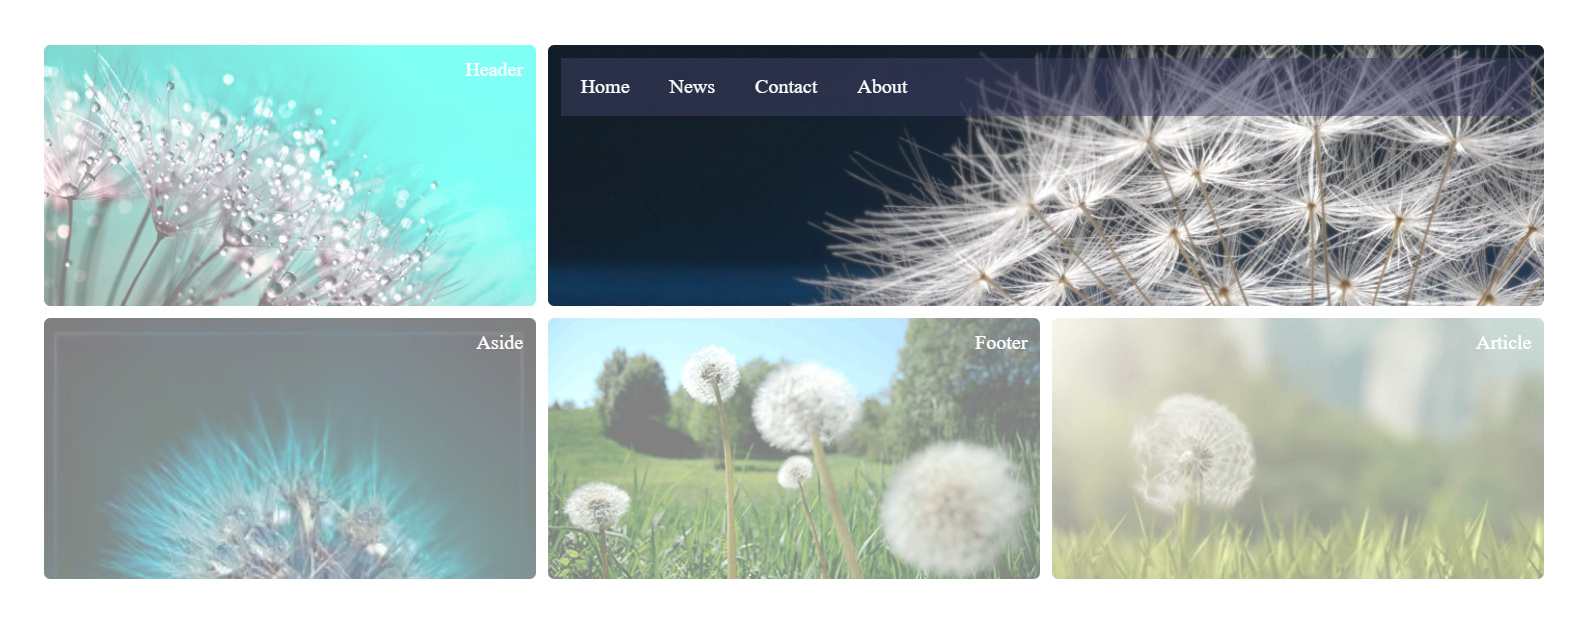 Header
Home News Contact About
Aside
Footer
Article